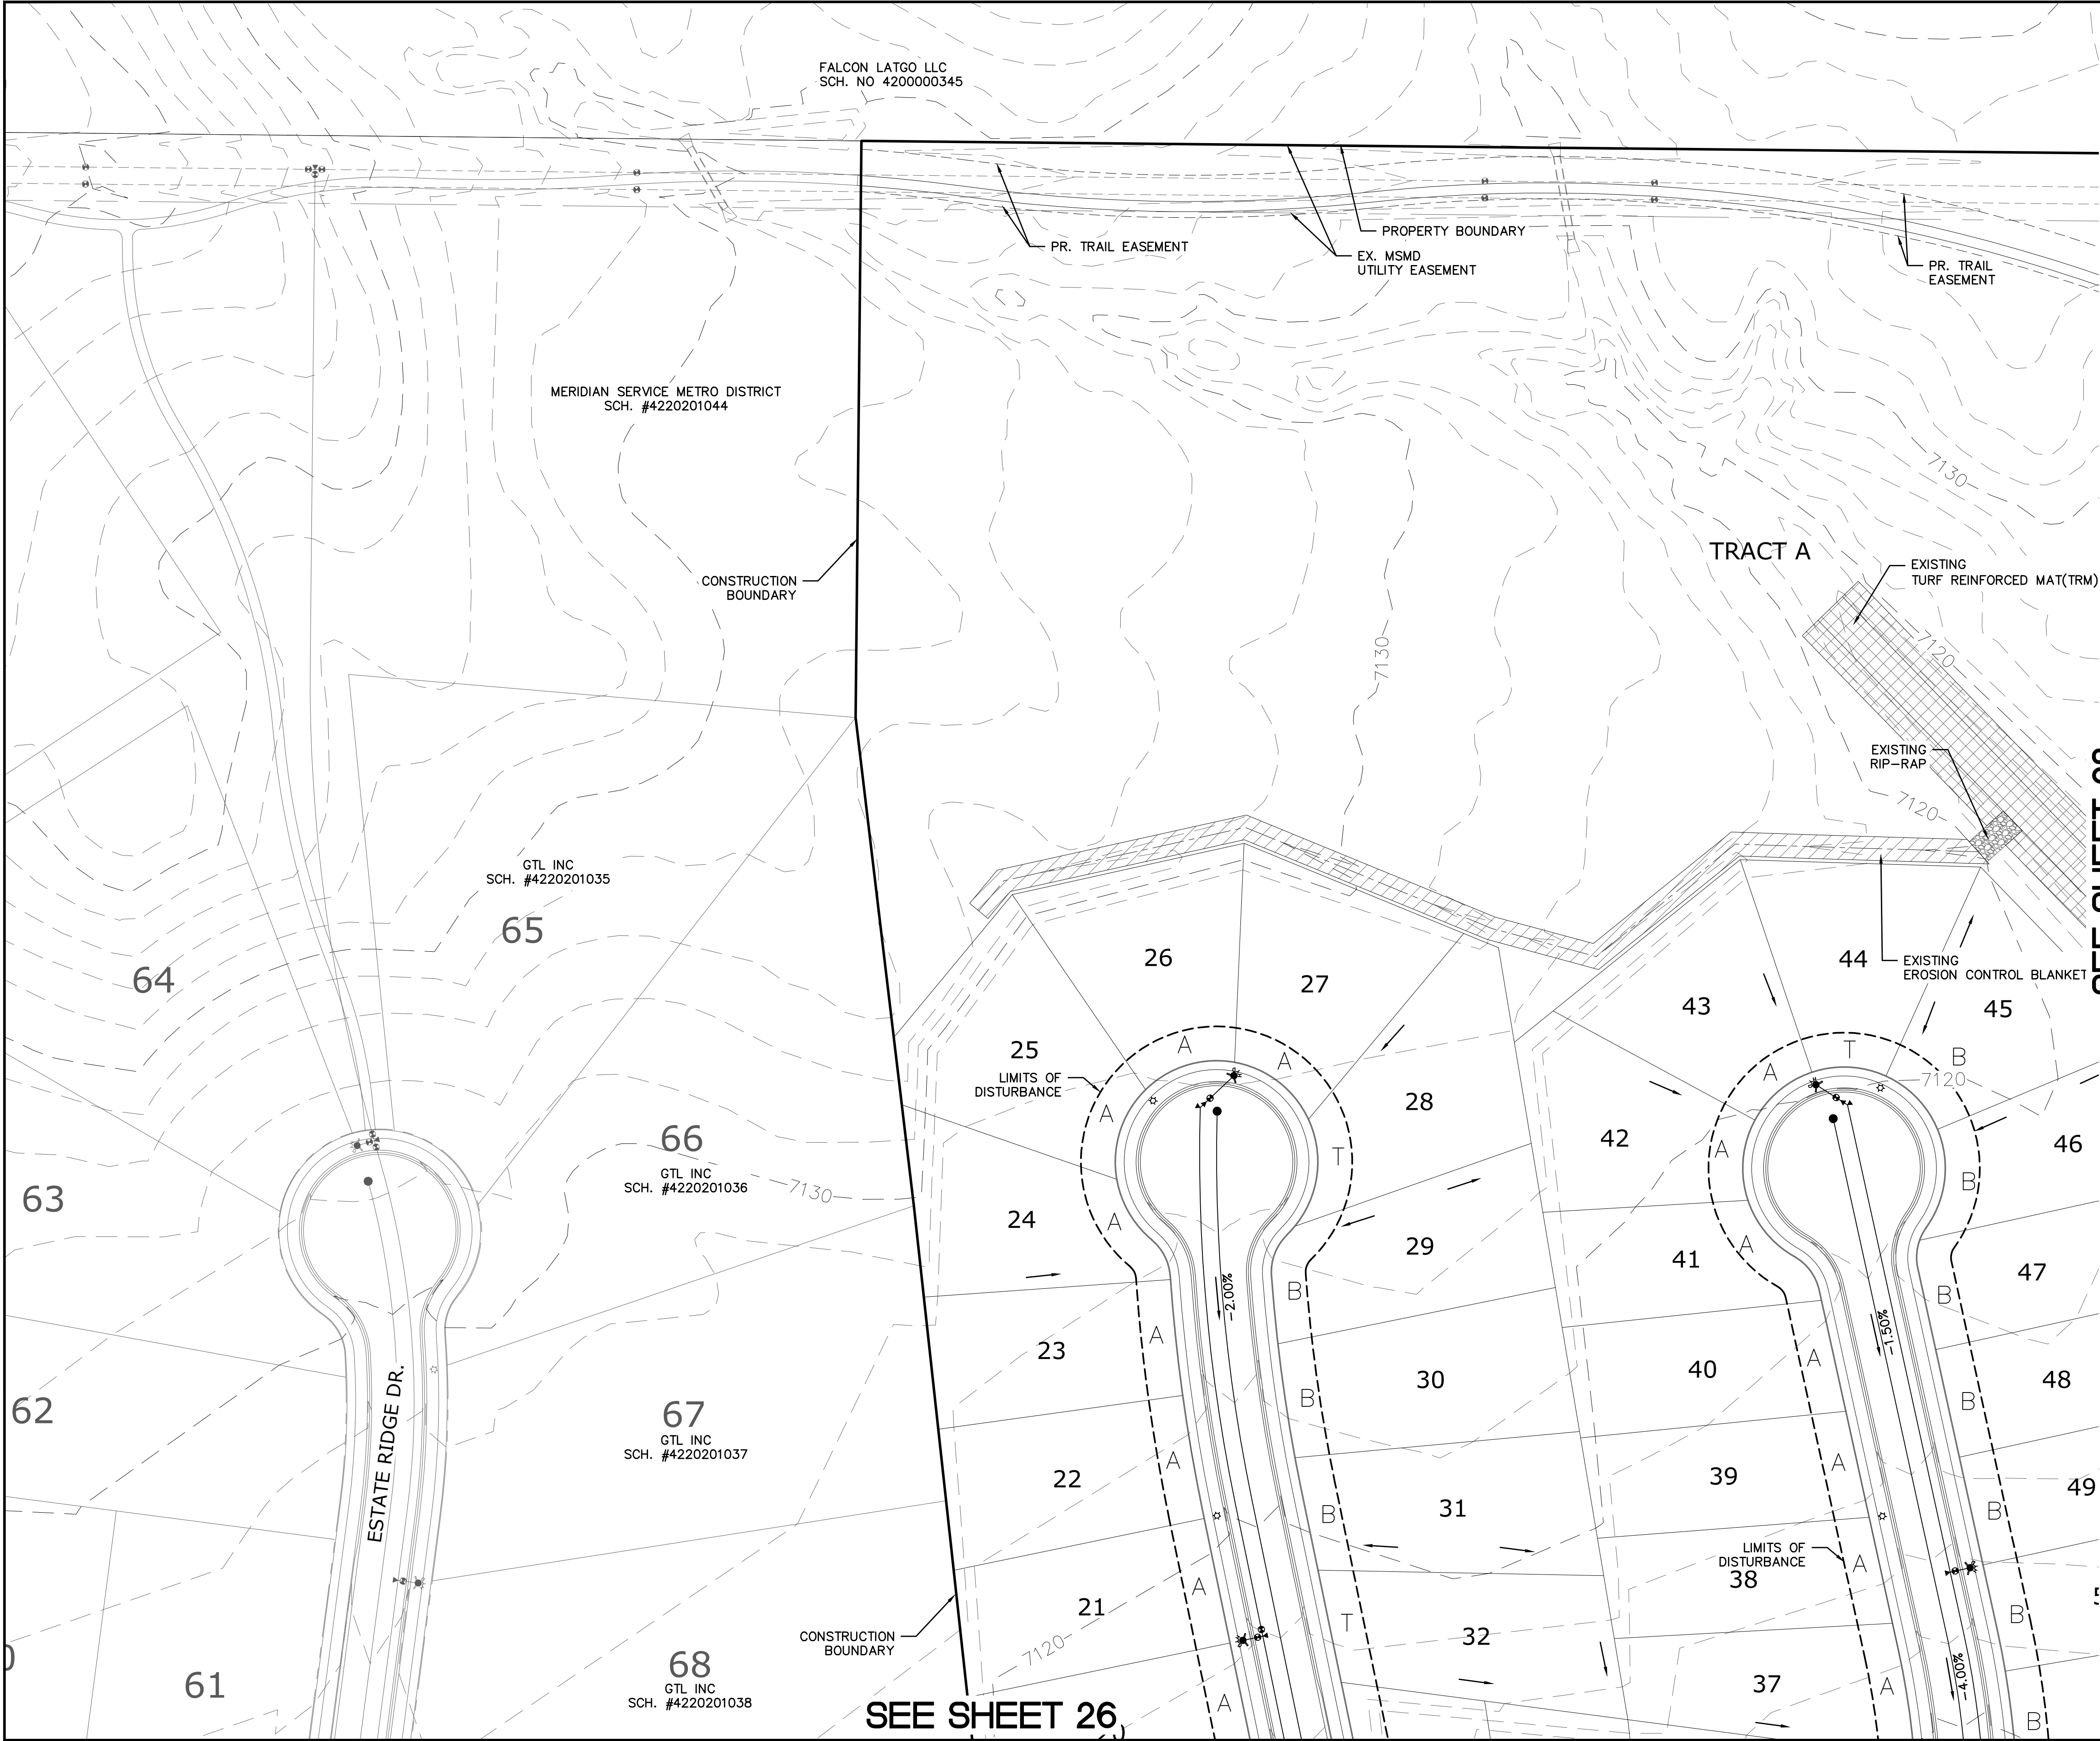 FALCON LATGO LLC
SCH. NO 4200000345
PR. TRAIL EASEMENT
PROPERTY BOUNDARY
EX. MSMD
UTILITY EASEMENT
PR. TRAIL
EASEMENT
MERIDIAN SERVICE METRO DISTRICT
SCH. #4220201044
7130
TRACT A
EXISTING
TURF REINFORCED MAT(TRM)
CONSTRUCTION
BOUNDARY
7130
7120
EXISTING
RIP-RAP
7120
GTL INC
SCH. #4220201035
65
64
26
27
44
EXISTING
EROSION CONTROL BLANKET
43
45
25
LIMITS OF
DISTURBANCE
A
A
A
A
A
T
28
T
A
A
A
B
7120
B
42
46
66
GTL INC
SCH. #4220201036
7130
63
24
29
41
47
-2.00%
-1.50%
B
B
23
A
30
40
A
B
48
B
62
ESTATE RIDGE DR.
67
GTL INC
SCH. #4220201037
22
A
B
31
39
A
B
49
LIMITS OF
DISTURBANCE
38
A
21
A
T
32
B
CONSTRUCTION
BOUNDARY
7120
61
68
GTL INC
SCH. #4220201038
A
37
A
-4.00%
B
SEE SHEET 26